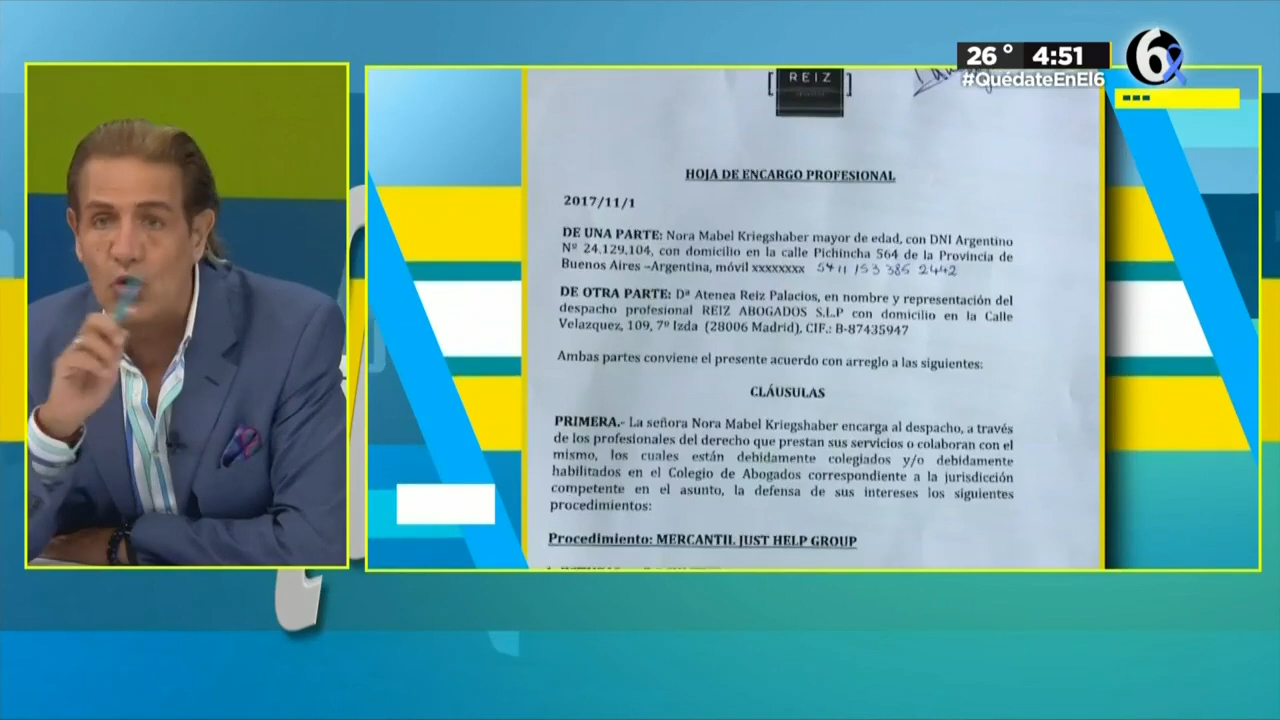 26° 4:51
#QuédateEnEl6
6
[REIZ]
HOJA DE ENCARGO PROFESIONAL
2017/11/1
DE UNA PARTE: Nora Mabel Kriegshaber mayor de edad, con DNI Argentino
Nº 24.129.104, con domicilio en la calle Pichincha 564 de la Provincia de
Buenos Aires –Argentina, móvil xxxxxxxx 5411 153 385 2442
DE OTRA PARTE: Dª Atenea Reiz Palacios, en nombre y representación del
despacho profesional REIZ ABOGADOS S.L.P con domicilio en la Calle
Velazquez, 109, 7º Izda (28006 Madrid), CIF.: B-87435947
Ambas partes conviene el presente acuerdo con arreglo a las siguientes:
CLÁUSULAS
PRIMERA.- La señora Nora Mabel Kriegshaber encarga al despacho, a través
de los profesionales del derecho que prestan sus servicios o colaboran con el
mismo, los cuales están debidamente colegiados y/o debidamente
habilitados en el Colegio de Abogados correspondiente a la jurisdicción
competente en el asunto, la defensa de sus intereses los siguientes
procedimientos:
Procedimiento: MERCANTIL JUST HELP GROUP